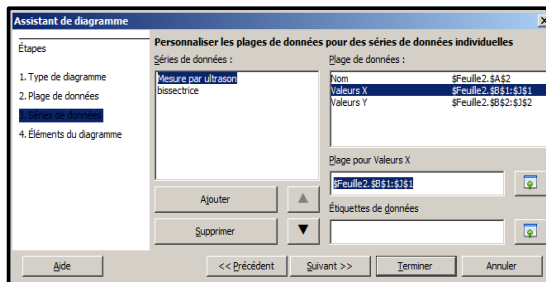 Assistant de diagramme
Étapes
1. Type de diagramme
2. Plage de données
3. Séries de données
4. Éléments du diagramme
Personnaliser les plages de données pour des séries de données individuelles
Séries de données :
Mesure par ultrason
bissectrice
Ajouter
Supprimer
Plage de données :
Nom $Feuille2.$A$2
Valeurs X $Feuille2.$B$1:$J$1
Valeurs Y $Feuille2.$B$2:$J$2
Plage pour Valeurs X
$Feuille2.$B$1:$J$1
Étiquettes de données
Aide
<< Précédent
Suivant >>
Terminer
Annuler